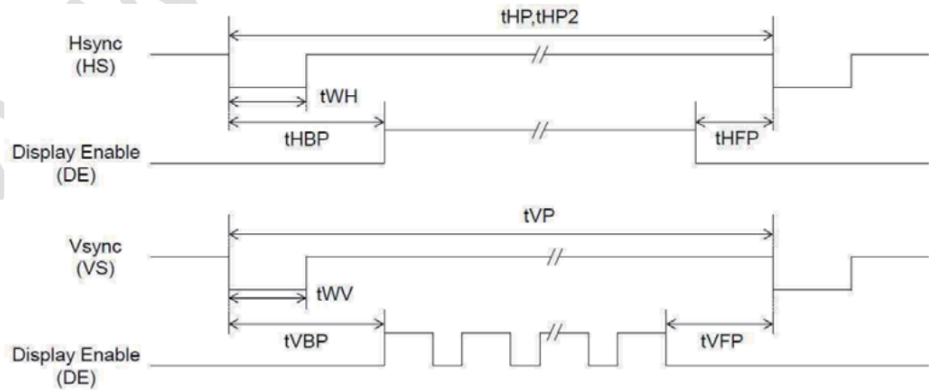 tHP,tHP2
Hsync
(HS)
tWH
tHBP
tHFP
Display Enable
(DE)
tVP
Vsync
(VS)
tWV
tVBP
tVFP
Display Enable
(DE)